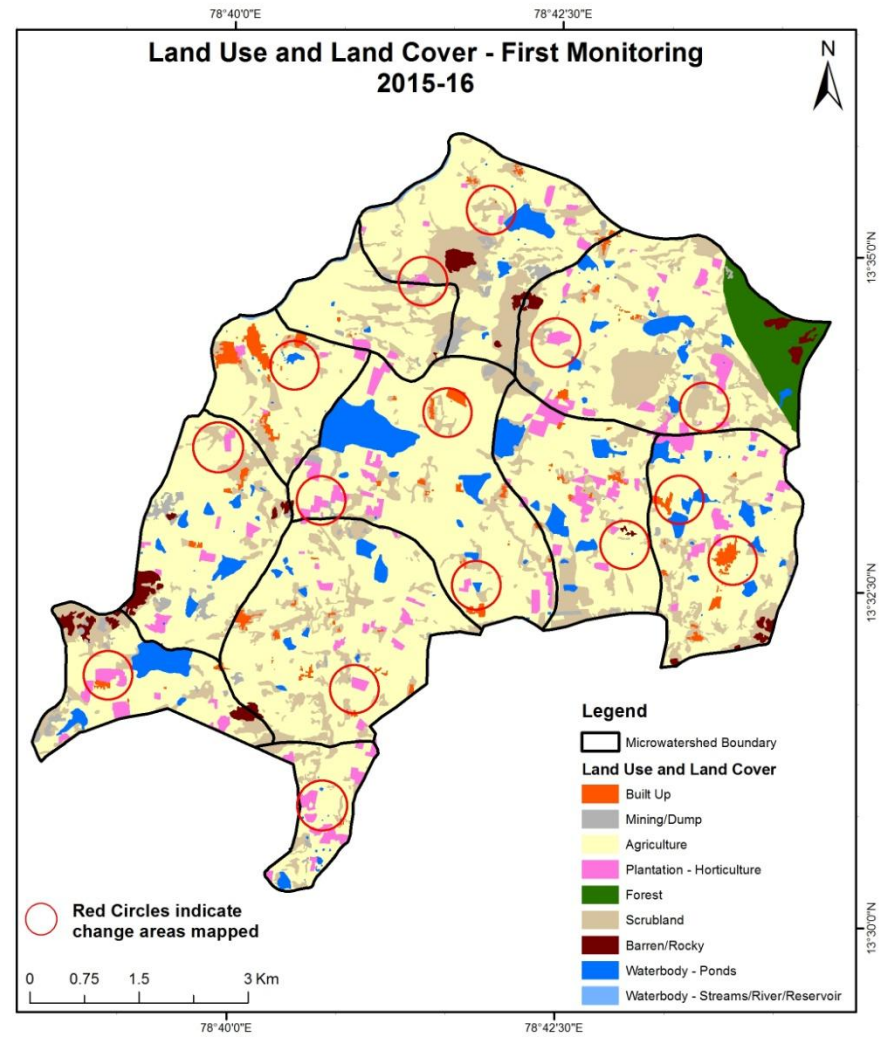 78°40'0"E
78°42'30"E
Land Use and Land Cover - First Monitoring
2015-16
N
13°35'0"N
13°32'30"N
13°30'0"N
Legend
Microwatershed Boundary
Land Use and Land Cover
Built Up
Mining/Dump
Agriculture
Plantation - Horticulture
Forest
Scrubland
Barren/Rocky
Waterbody - Ponds
Waterbody - Streams/River/Reservoir
Red Circles indicate
change areas mapped
0 0.75 1.5 3 Km
78°40'0"E
78°42'30"E